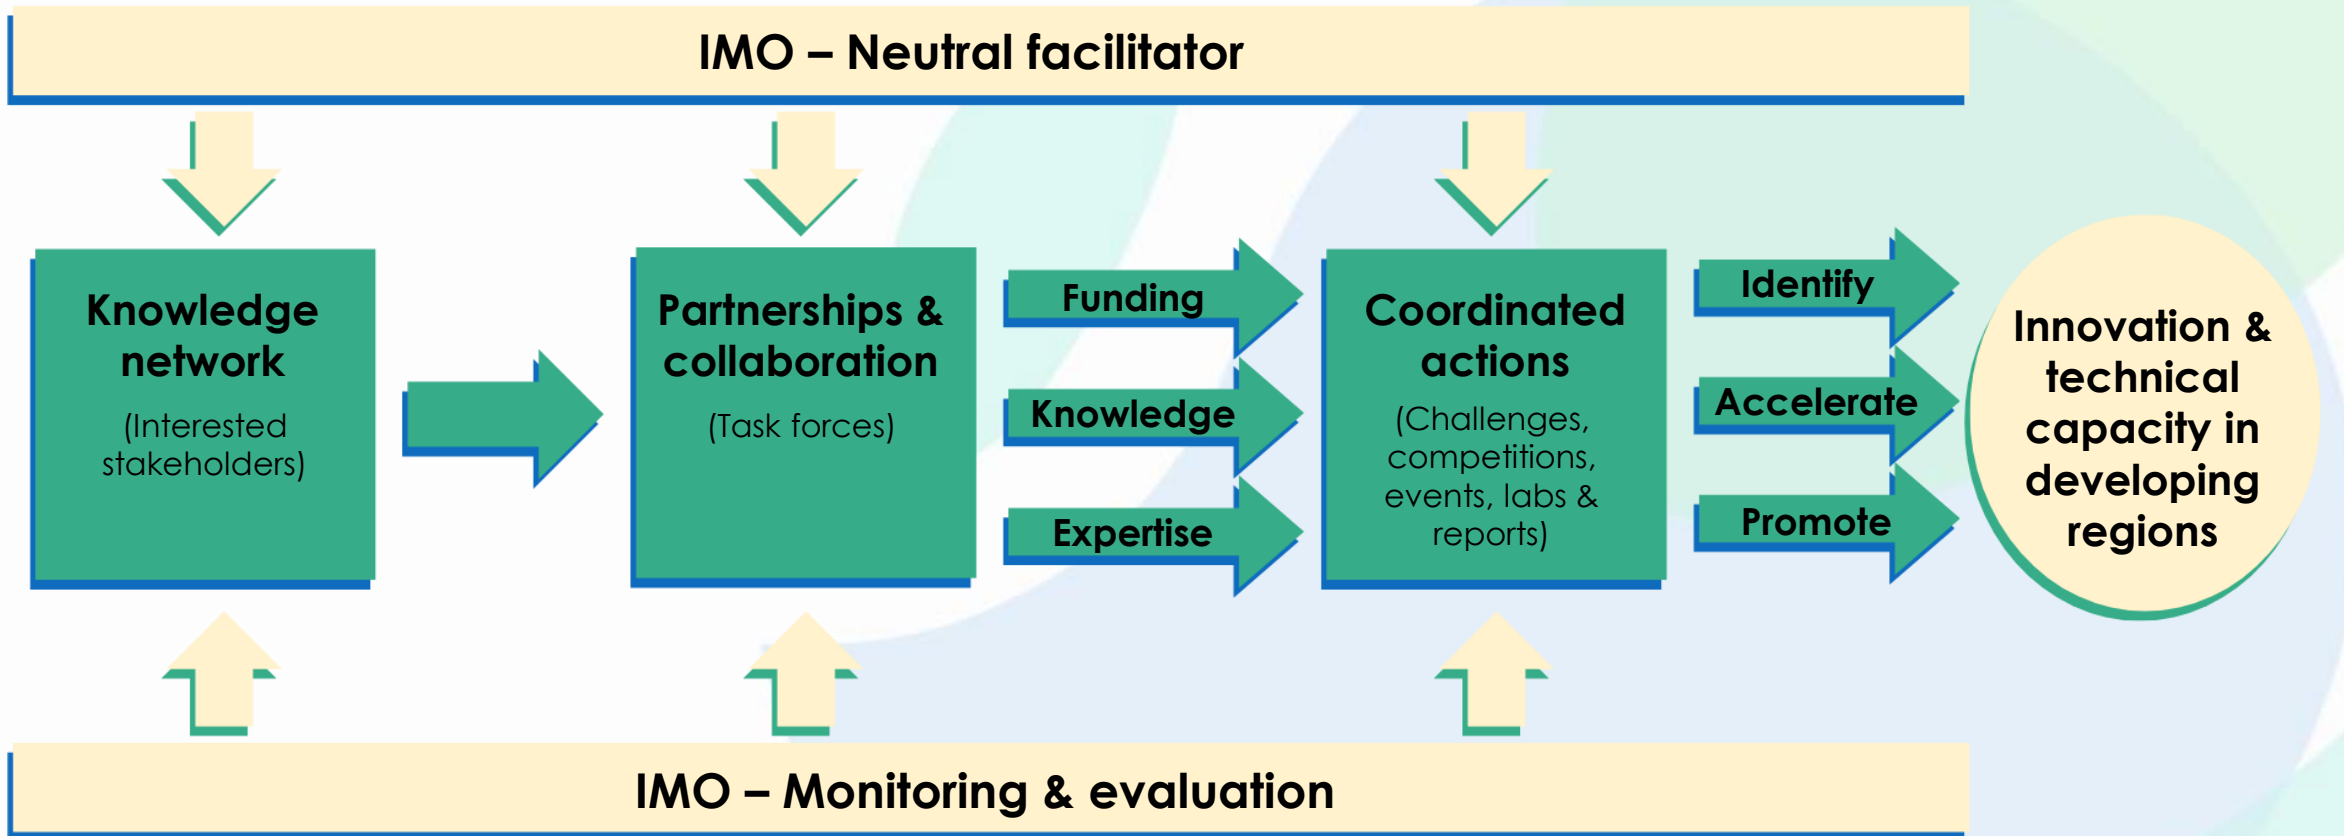 IMO – Neutral facilitator
Knowledge
network
(Interested
stakeholders)
Partnerships &
collaboration
(Task forces)
Funding
Knowledge
Expertise
Coordinated
actions
(Challenges,
competitions,
events, labs &
reports)
Identify
Accelerate
Promote
Innovation &
technical
capacity in
developing
regions
IMO – Monitoring & evaluation